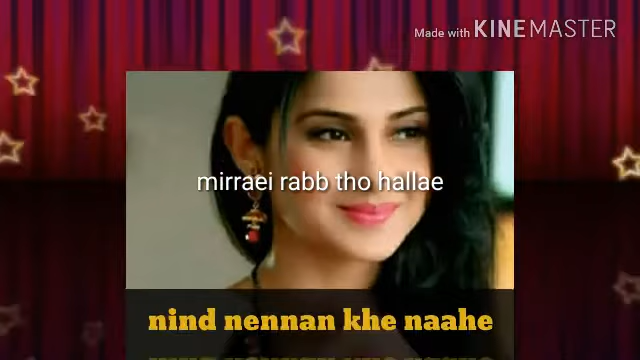 Made with KINEMASTER
mirraei rabb tho hallae
nind nennan khe naahe